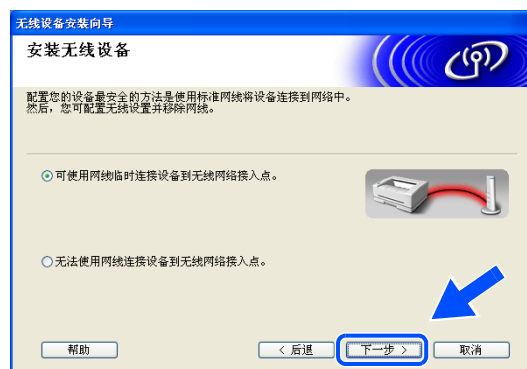 无线设备安装向导
安装无线设备
配置您的设备最安全的方法是使用标准网线将设备连接到网络中。
然后，您可配置无线设置并移除网线。
可使用网线临时连接设备到无线网络接入点。
无法使用网线连接设备到无线网络接入点。
帮助
< 后退
下一步 >
取消